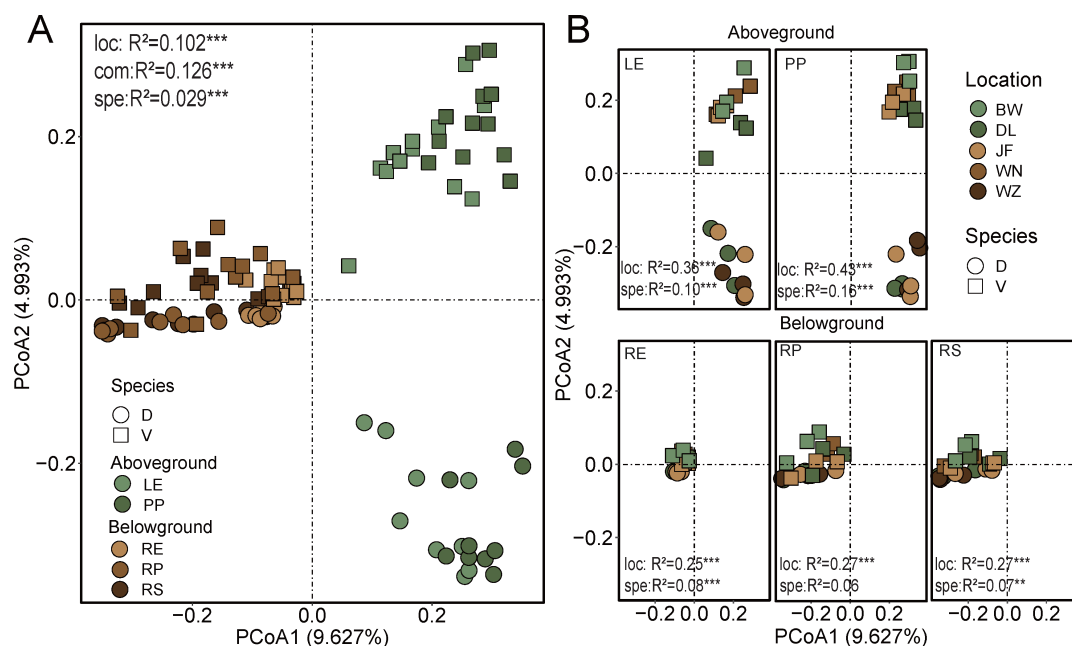 A
loc: R²=0.102***
com:R²=0.126***
spe:R²=0.029***
PCoA2 (4.993%)
0.2
0.0
−0.2
Species
D
V
Aboveground
LE
PP
Belowground
RE
RP
RS
−0.2
0.0
0.2
PCoA1 (9.627%)
B
Aboveground
LE
PP
PCoA2 (4.993%)
0.2
0.0
−0.2
loc: R²=0.36***
spe:R²=0.10***
loc: R²=0.43***
spe:R²=0.16***
Belowground
RE
RP
RS
0.2
0.0
−0.2
loc: R²=0.25***
spe:R²=0.08***
loc: R²=0.27***
spe:R²=0.06
loc: R²=0.27***
spe:R²=0.07**
0.0 0.2
0.0 0.2
0.0 0.2
PCoA1 (9.627%)
Location
BW
DL
JF
WN
WZ
Species
D
V